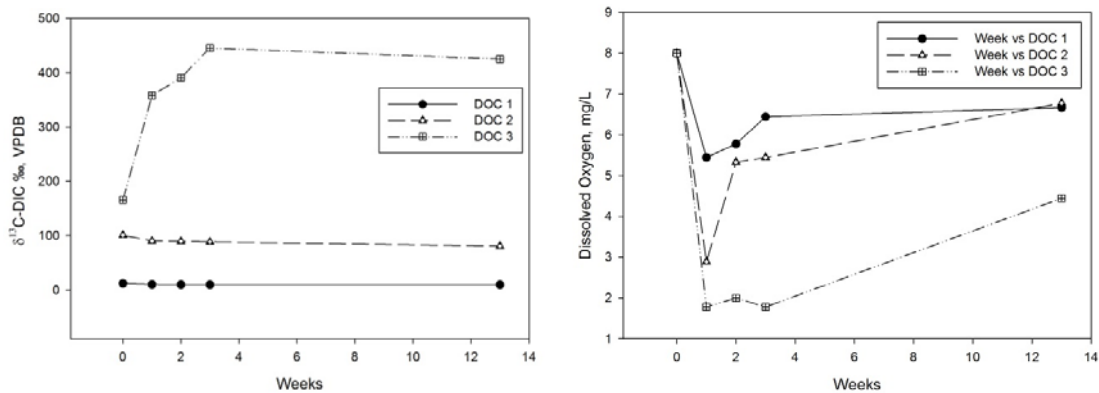 500
400
300
200
100
0
δ¹³C-DIC ‰, VPDB
DOC 1
DOC 2
DOC 3
0 2 4 6 8 10 12 14
Weeks
9
8
7
6
5
4
3
2
1
Dissolved Oxygen, mg/L
Week vs DOC 1
Week vs DOC 2
Week vs DOC 3
0 2 4 6 8 10 12 14
Weeks